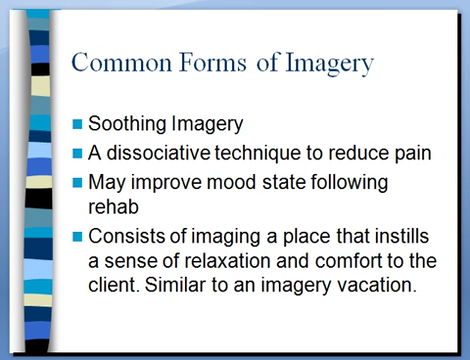 Common Forms of Imagery
Soothing Imagery
A dissociative technique to reduce pain
May improve mood state following
rehab
Consists of imaging a place that instills
a sense of relaxation and comfort to the
client. Similar to an imagery vacation.